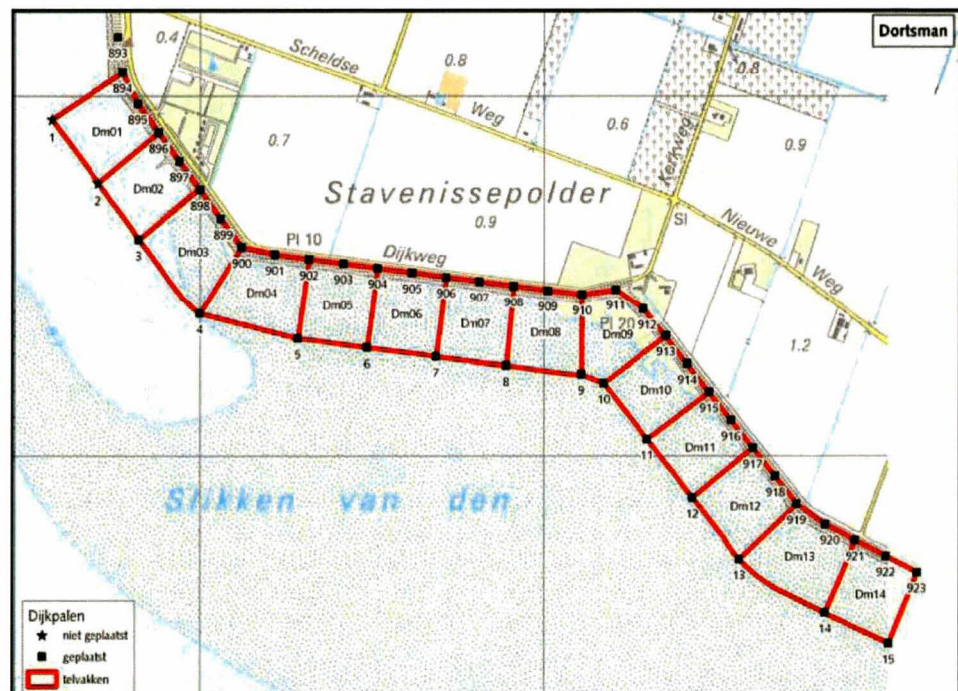 Dortsman
893
0.4
Scheldse
0.8
Weg
0.8
894
895
0.7
0.6
Kerkweg
0.9
1
Dm01
896
897
2
Dm02
898
Stavenissepolder
0.9
Sl
Nieuwe
Weg
899
3
Dm03
Pl 10
Dijkweg
900
901
902
903
904
905
906
907
908
909
910
911
912
Pl 20
Dm04
Dm05
Dm06
Dm07
Dm08
Dm09
913
1.2
4
5
6
7
8
9
10
914
Dm10
915
11
Dm11
916
917
Slikken van den
12
Dm12
918
919
920
921
13
Dm13
922
923
Dm14
14
15
Dijkpalen
niet geplaatst
geplaatst
telvakken